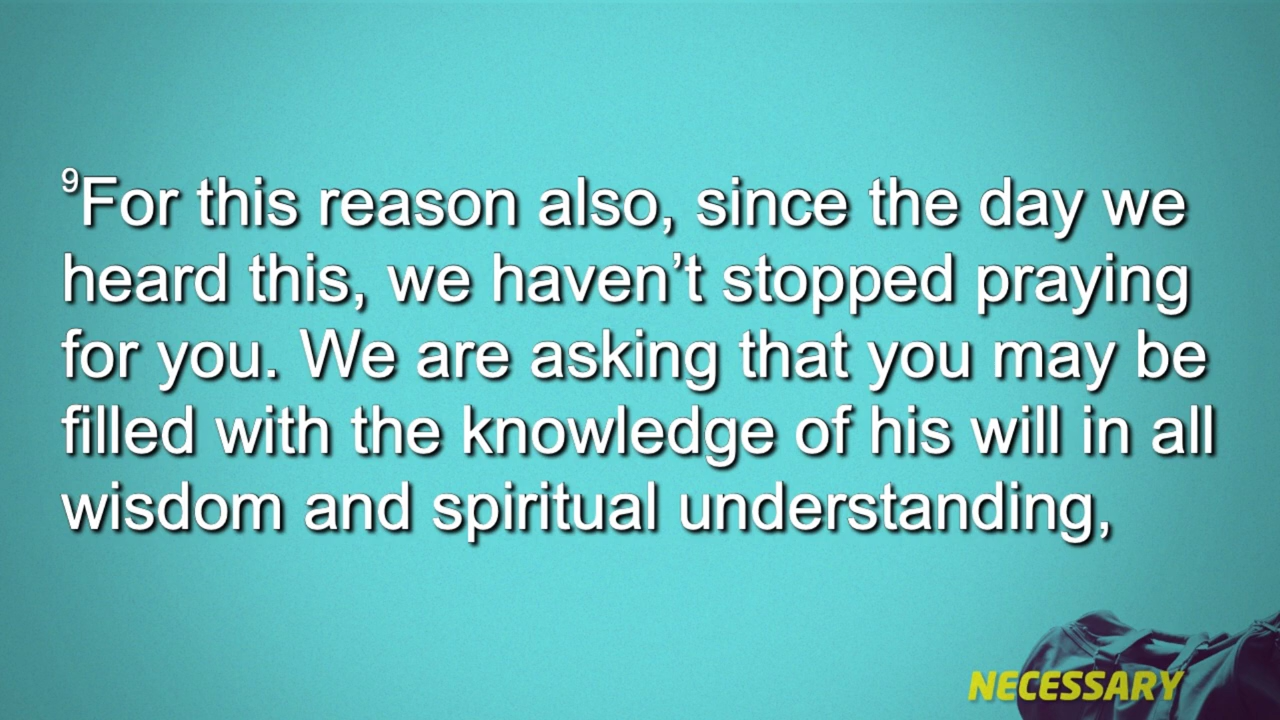 ⁹For this reason also, since the day we
heard this, we haven’t stopped praying
for you. We are asking that you may be
filled with the knowledge of his will in all
wisdom and spiritual understanding,
NECESSARY